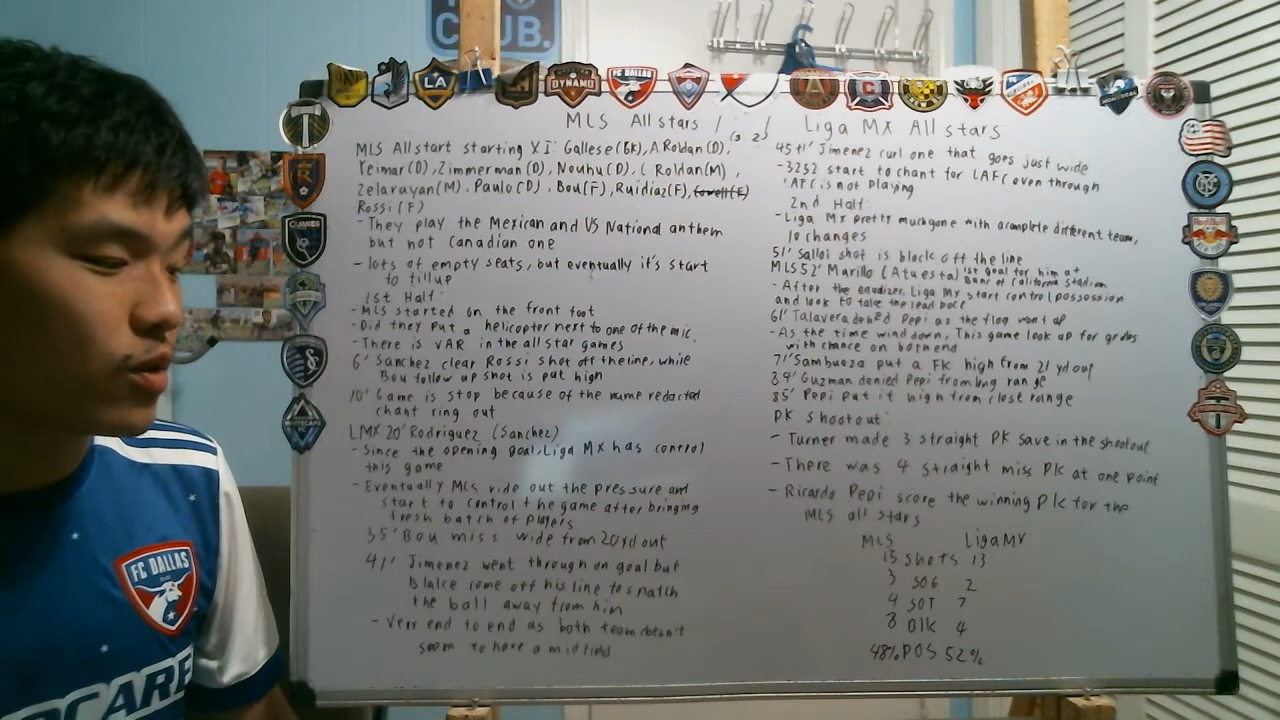 CLUB.
LA
DYNAMO
FC DALLAS
QUAKES
MLS All stars 1 (3 2) 1 Liga MX All stars
MLS All start starting XI: Gallese(GK), A Roldan(D),
Yeimar(D), Zimmerman(D), Nouhu(D), C Roldan(M),
Zelarayan(M), Paulo(D), Bou(F), Ruidiaz(F),
Rossi(F)
- They play the Mexican and US National anthem
but not Canadian one
- lots of empty seats, but eventually it's start
to fill up
1st Half:
- MLS started on the front foot
- Did they put a helicopter next to one of the mic.
- There is VAR in the all star games
6' Sanchez clear Rossi shot off the line, while
Bou follow up shot is put high
10' Game is stop because of the name redacted
chant ring out
LMX 20' Rodriguez (Sanchez)
- Since the opening goal, Liga MX has control
this game
- Eventually MLS ride out the pressure and
start to control the game after bringing
fresh batch of players
35' Bou miss wide from 20yd out
41' Jimenez went through on goal but
Blake come off his line to snatch
the ball away from him
- Very end to end as both team doesn't
seem to have a midfield
45+1' Jimenez curl one that goes just wide
- 3252 start to chant for LAFC even through
LAFC is not playing
2nd Half:
- Liga MX pretty much gone with a complete different team,
10 changes
51' Salloi shot is block off the line
MLS 52' Murillo (Atuesta) 1st goal for him at
Banc of California Stadium
- After the equalizer, Liga MX start control possession
and look to take the lead back
61' Talavera denied Pepi as the flag went up
- As the time wind down, This game look up for grabs
with chance on both end
71' Sambueza put a FK high from 21 yd out
84' Guzman denied Pepi from long range
85' Pepi put it high from close range
PK shootout:
- Turner made 3 straight PK save in the shootout
- There was 4 straight miss PK at one point
- Ricardo Pepi score the winning PK for the
MLS all stars
MLS Liga MX
15 shots 13
3 SOG 2
4 SOT 7
8 Blk 4
48% POS 52%
FC DALLAS